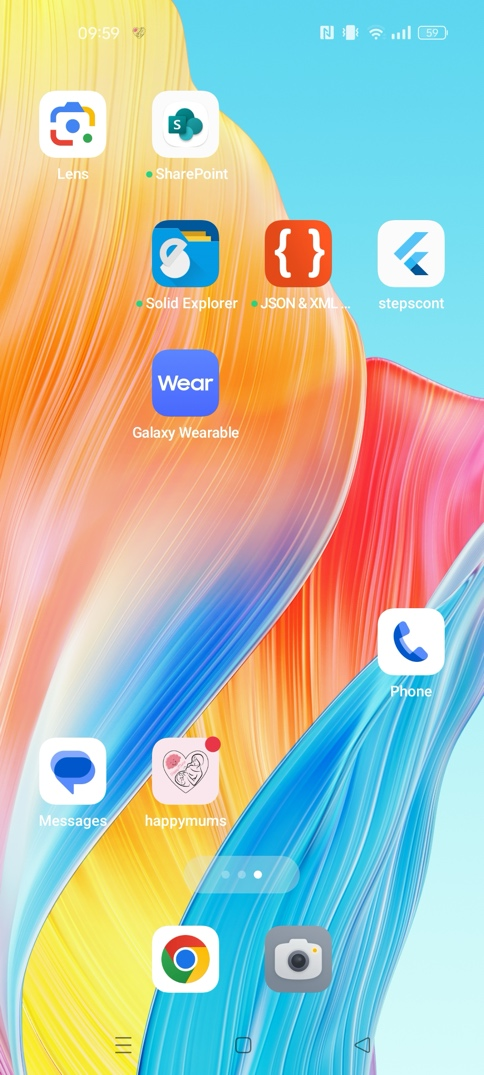 09:59
59
Lens
SharePoint
S
Solid Explorer
{ }
JSON & XML ...
stepscont
Wear
Galaxy Wearable
Phone
Messages
happymums